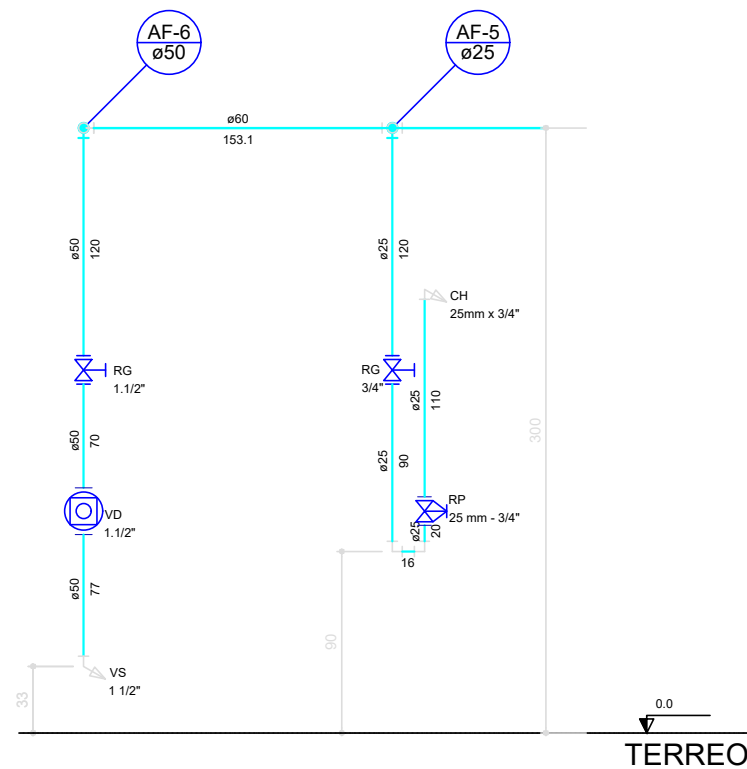 AF-6
ø50
AF-5
ø25
ø60
153.1
ø50
120
ø25
120
CH
25mm x 3/4"
RG
1.1/2"
RG
3/4"
ø25
110
300
ø50
70
ø25
90
RP
25 mm - 3/4"
VD
1.1/2"
ø25
20
16
ø50
77
90
VS
1 1/2"
33
0.0
TERREO